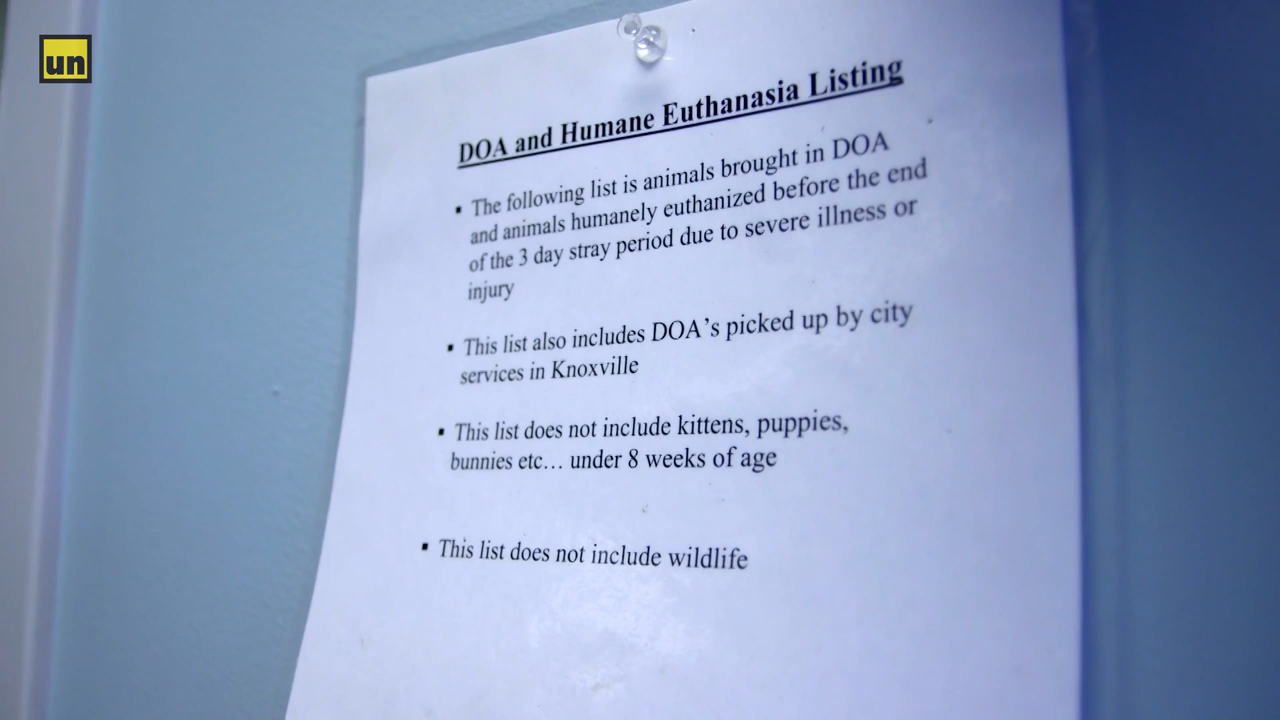 un
DOA and Humane Euthanasia Listing
▪ The following list is animals brought in DOA
and animals humanely euthanized before the end
of the 3 day stray period due to severe illness or
injury
▪ This list also includes DOA's picked up by city
services in Knoxville
▪ This list does not include kittens, puppies,
bunnies etc… under 8 weeks of age
▪ This list does not include wildlife